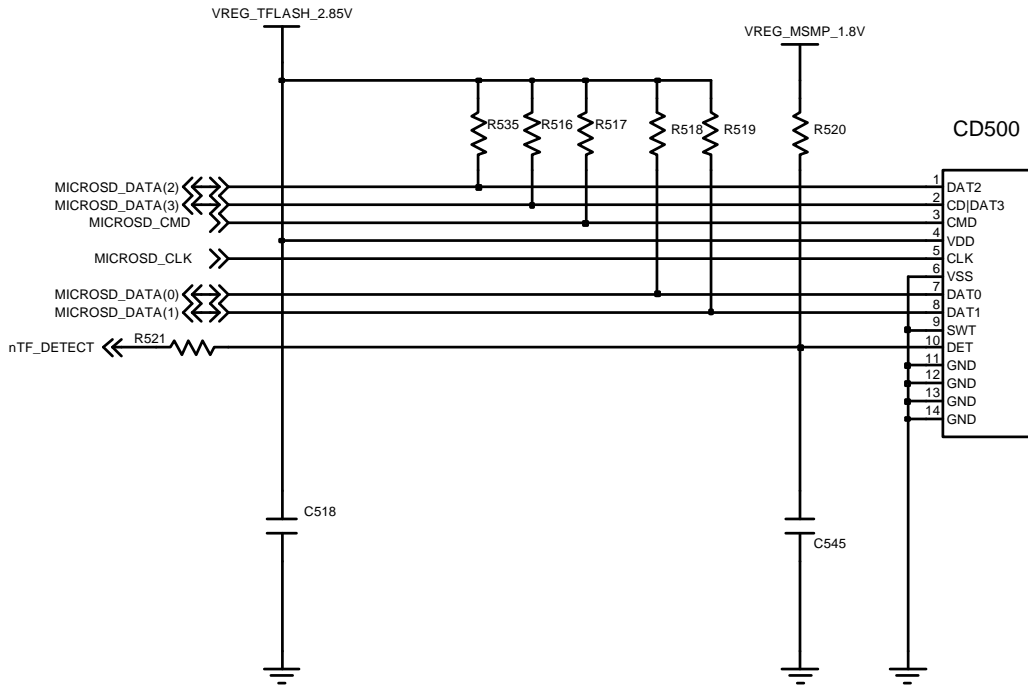 VREG_TFLASH_2.85V
VREG_MSMP_1.8V
R535
R516
R517
R518
R519
R520
CD500
MICROSD_DATA(2)
MICROSD_DATA(3)
MICROSD_CMD
MICROSD_CLK
MICROSD_DATA(0)
MICROSD_DATA(1)
nTF_DETECT
R521
1 DAT2
2 CD|DAT3
3 CMD
4 VDD
5 CLK
6 VSS
7 DAT0
8 DAT1
9 SWT
10 DET
11 GND
12 GND
13 GND
14 GND
C518
C545